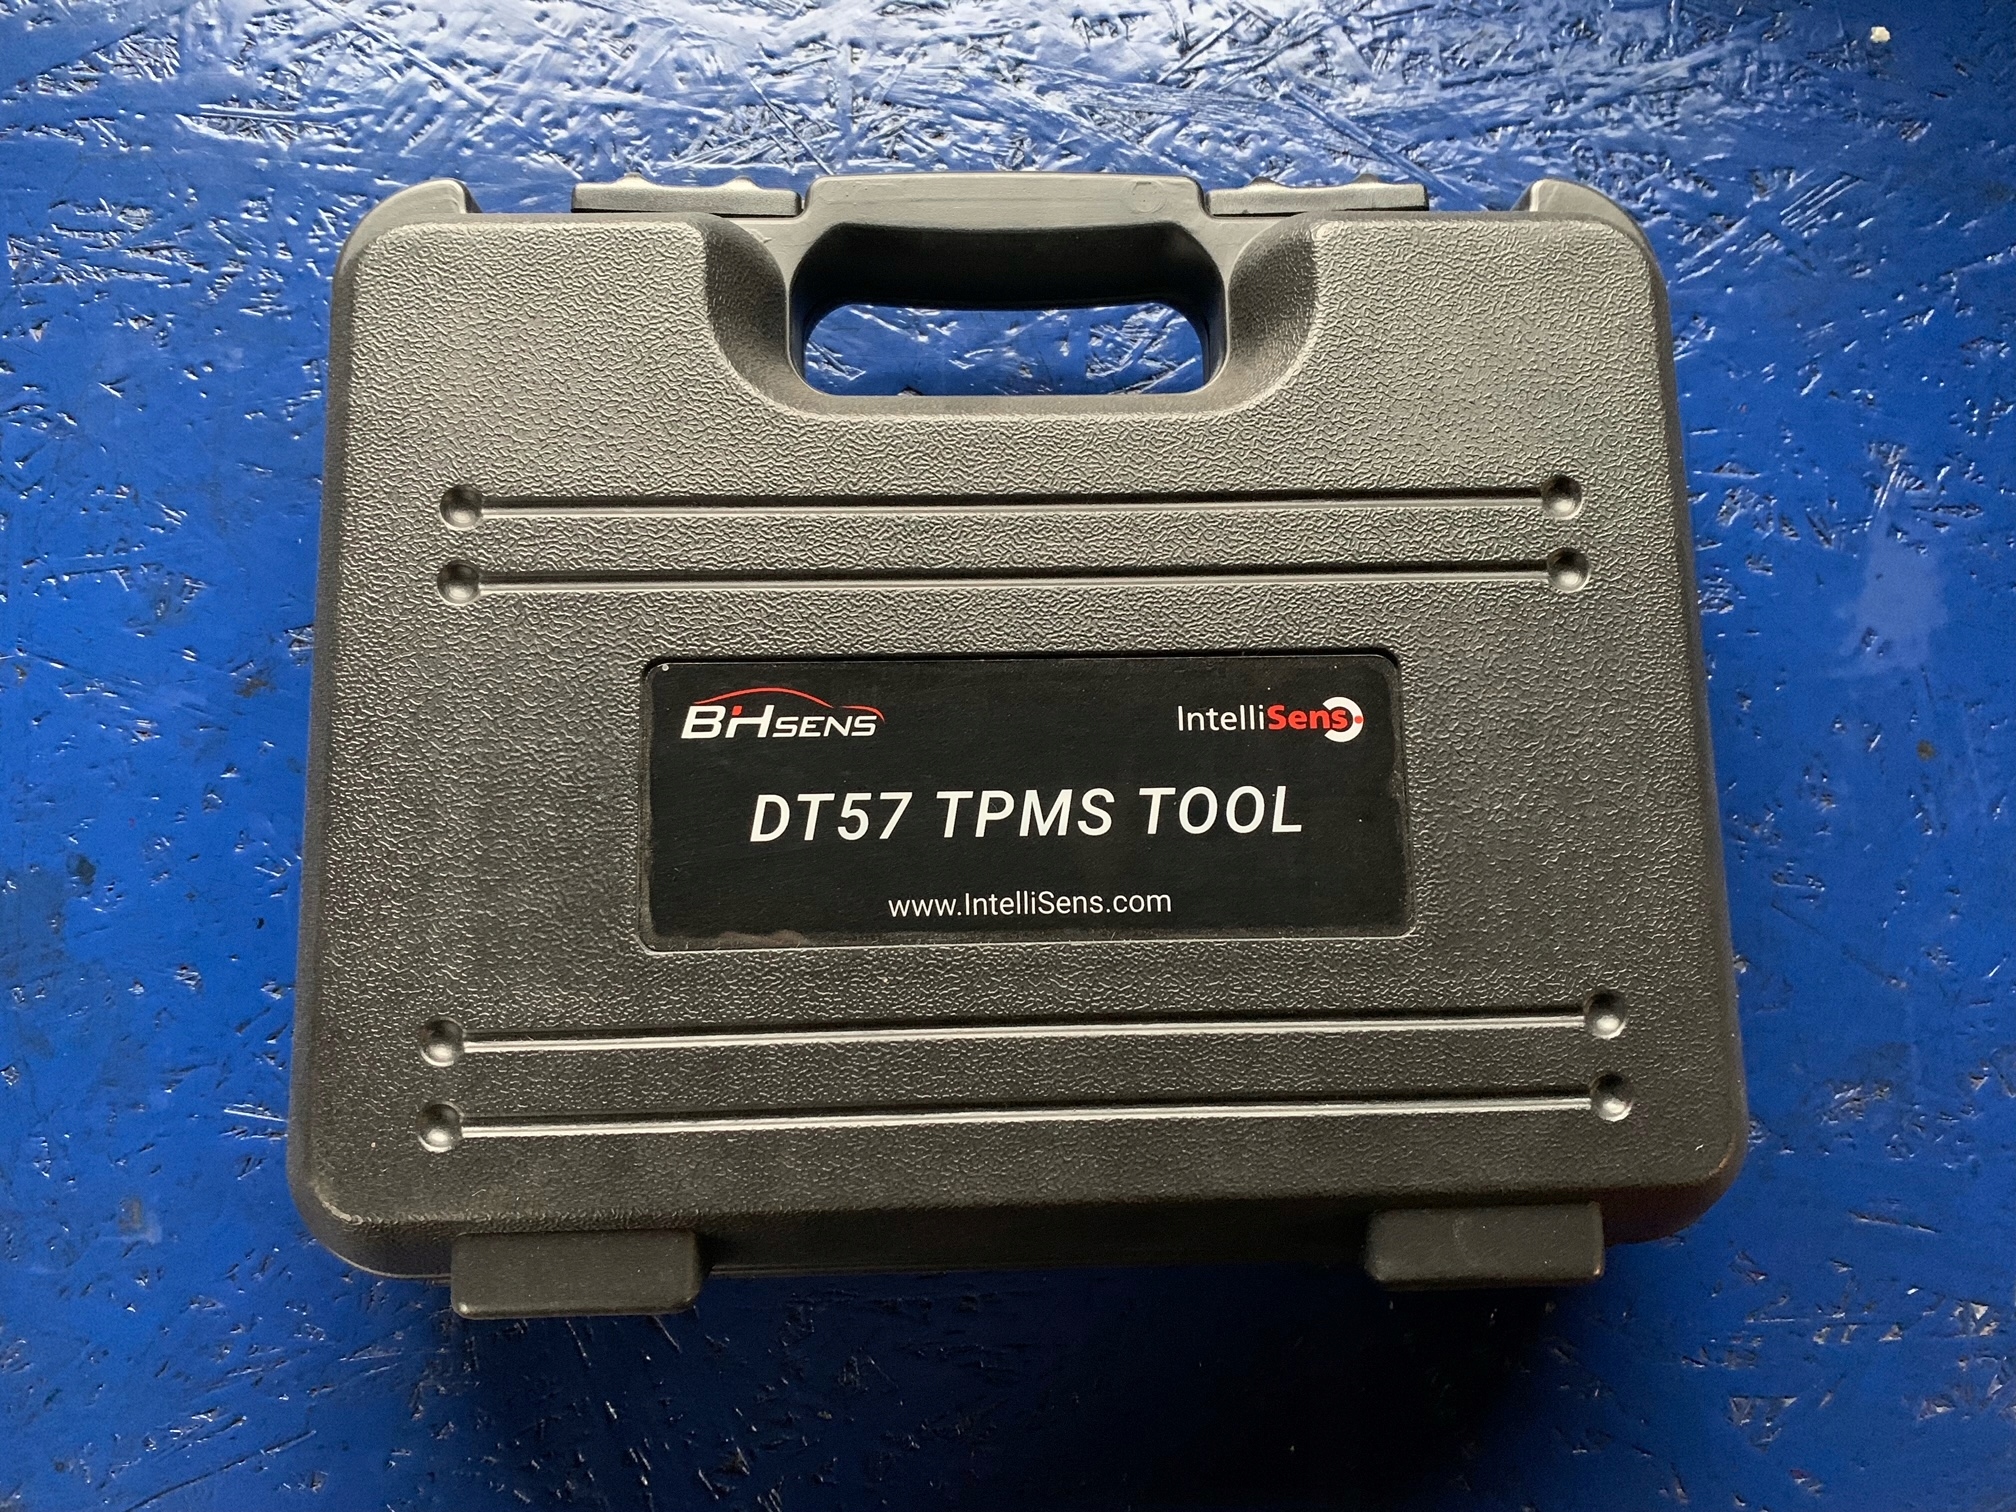 BHSENS IntelliSens
DT57 TPMS TOOL
www.IntelliSens.com